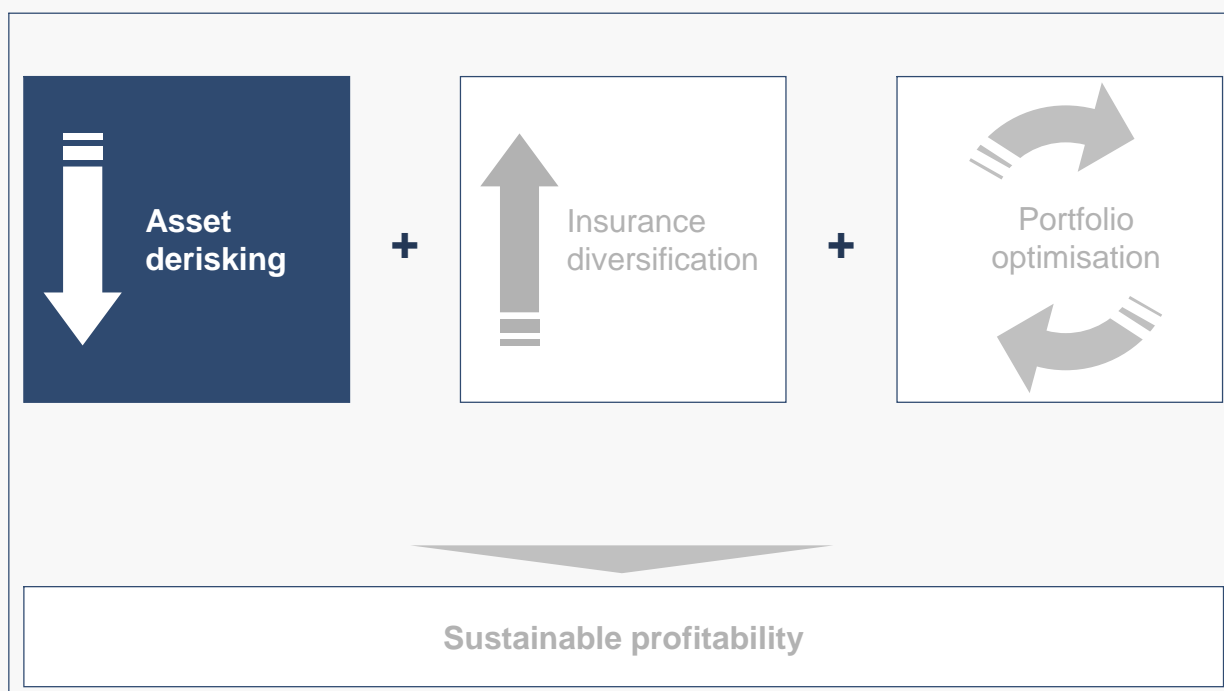 Asset
derisking
+
Insurance
diversification
+
Portfolio
optimisation
Sustainable profitability